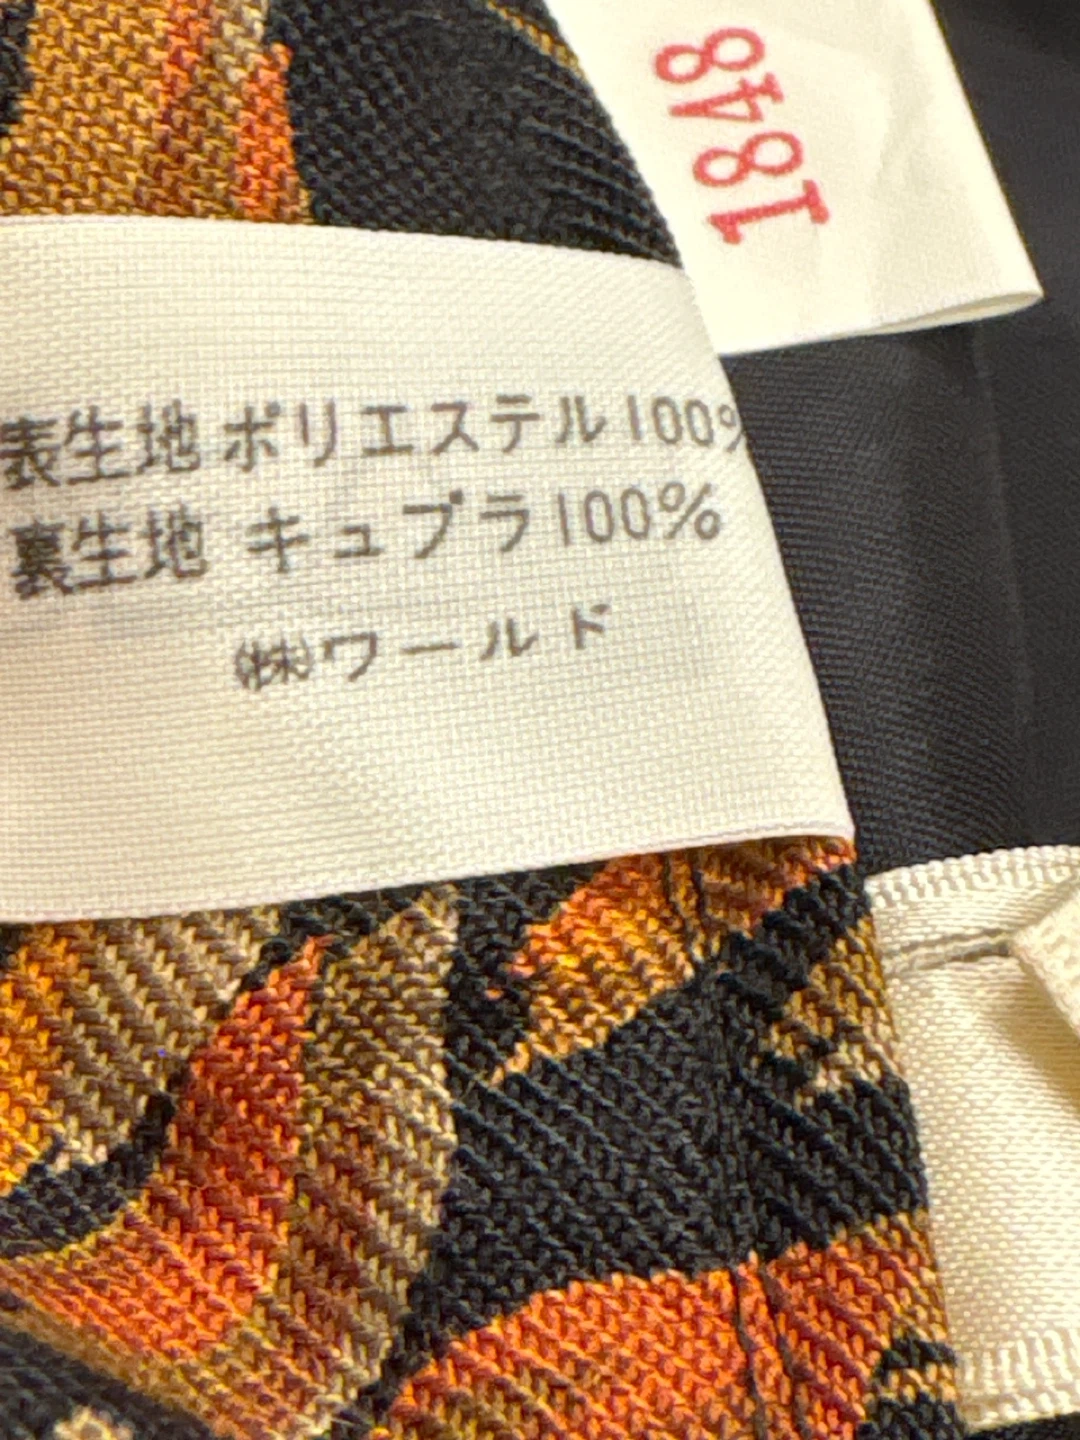 1848
表生地 ポリエステル100%
裏生地 キュプラ100%
㈱ワールド